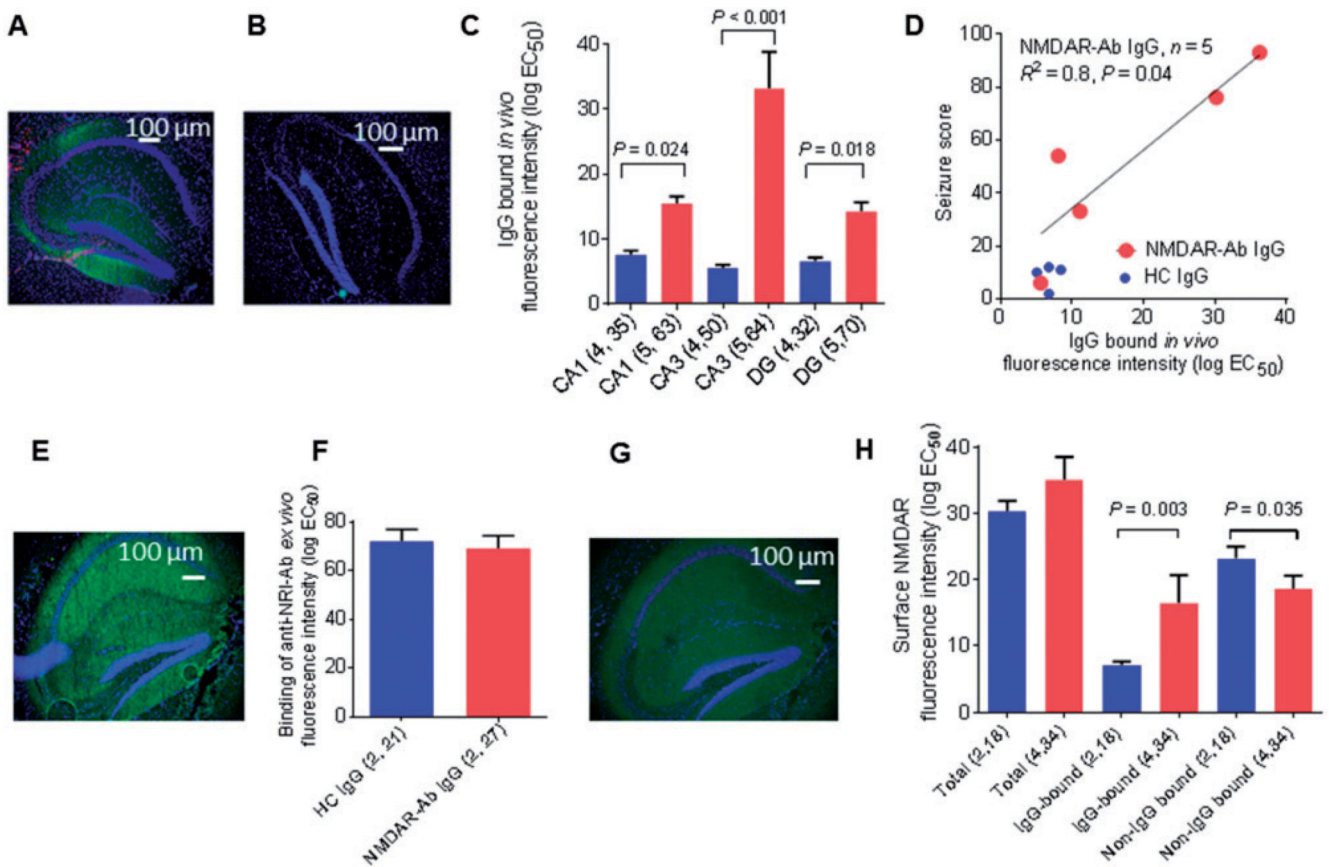 A
100 µm
B
100 µm
C
IgG bound in vivo
fluorescence intensity (log EC50)
40
30
20
10
0
P = 0.024
P < 0.001
P = 0.018
CA1 (4, 35)
CA1 (5, 63)
CA3 (4,50)
CA3 (5,64)
DG (4,32)
DG (5,70)
D
Seizure score
100
80
60
40
20
0
NMDAR-Ab IgG, n = 5
R2 = 0.8, P = 0.04
NMDAR-Ab IgG
HC IgG
0
10
20
30
40
IgG bound in vivo
fluorescence intensity (log EC50)
E
100 µm
F
Binding of anti-NRI-Ab ex vivo
fluorescence intensity (log EC50)
80
60
40
20
0
HC IgG (2, 21)
NMDAR-Ab IgG (2, 27)
G
100 µm
H
Surface NMDAR
fluorescence intensity (log EC50)
40
30
20
10
0
P = 0.003
P = 0.035
Total (2,18)
Total (4,34)
IgG-bound (2,18)
IgG-bound (4,34)
Non-IgG bound (2,18)
Non-IgG bound (4,34)